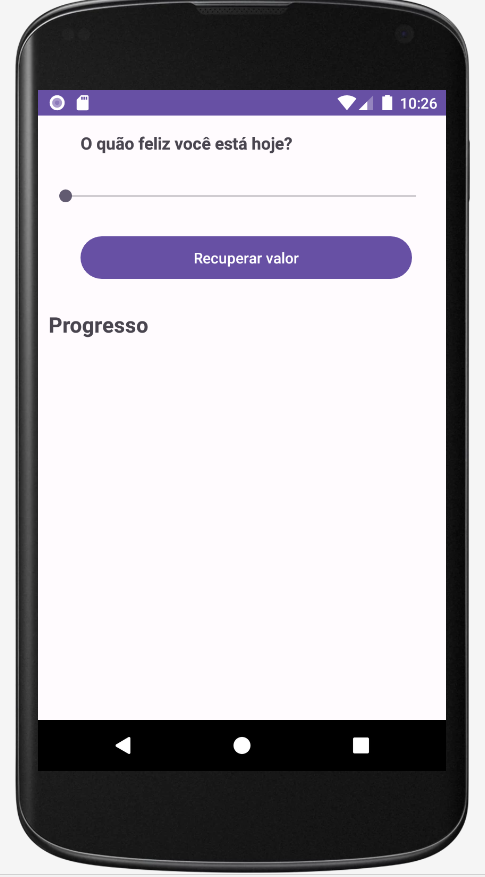 10:26
O quão feliz você está hoje?
Recuperar valor
Progresso